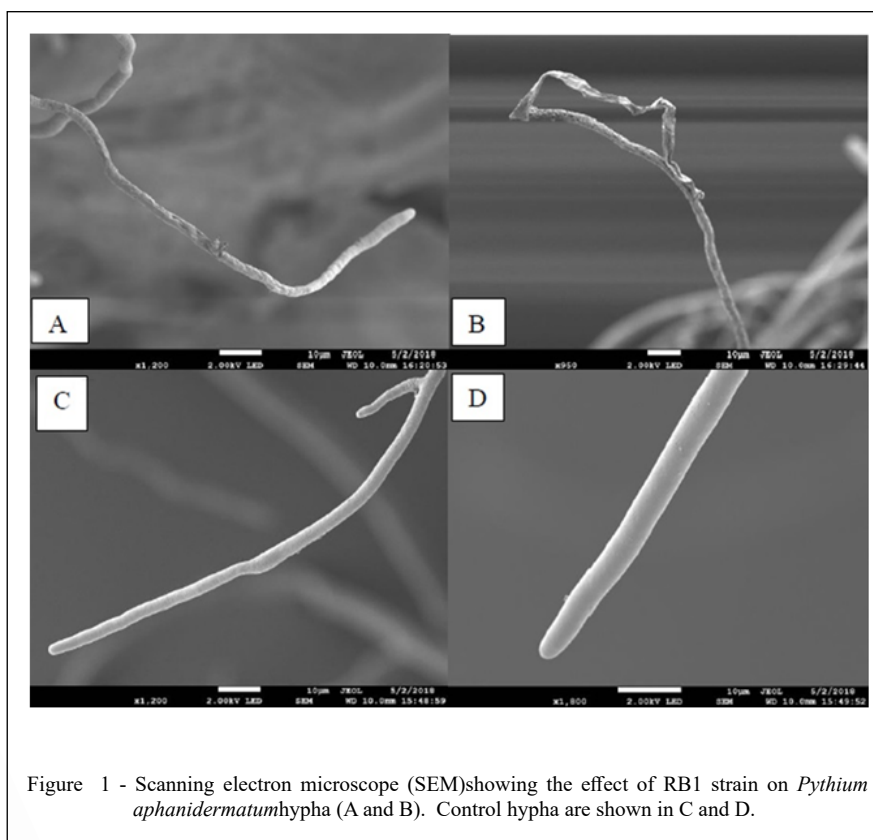 A
x1,200 2.00kV LED 10μm JEOL 5/2/2018
SEM WD 10.0mm 16:20:53
B
x950 2.00kV LED 10μm JEOL 5/2/2018
SEM WD 10.0mm 16:29:44
C
x1,200 2.00kV LED 10μm JEOL 5/2/2018
SEM WD 10.0mm 15:48:59
D
x1,800 2.00kV LED 10μm JEOL 5/2/2018
SEM WD 10.0mm 15:49:52
Figure 1 - Scanning electron microscope (SEM)showing the effect of RB1 strain on Pythium
aphanidermatumhypha (A and B). Control hypha are shown in C and D.